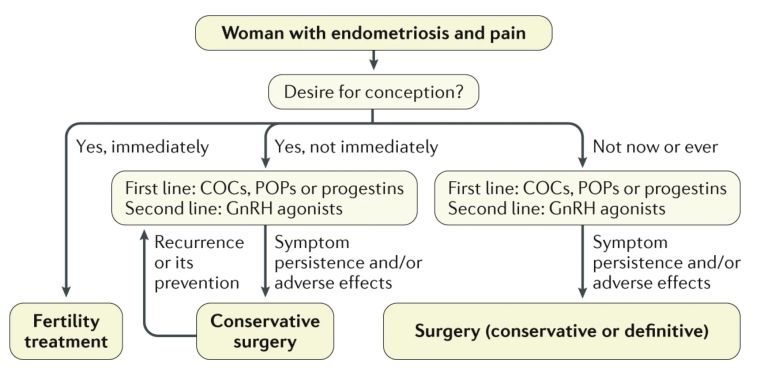 Woman with endometriosis and pain
Desire for conception?
Yes, immediately
Yes, not immediately
Not now or ever
First line: COCs, POPs or progestins
Second line: GnRH agonists
First line: COCs, POPs or progestins
Second line: GnRH agonists
Recurrence
or its
prevention
Symptom
persistence and/or
adverse effects
Symptom
persistence and/or
adverse effects
Fertility
treatment
Conservative
surgery
Surgery (conservative or definitive)